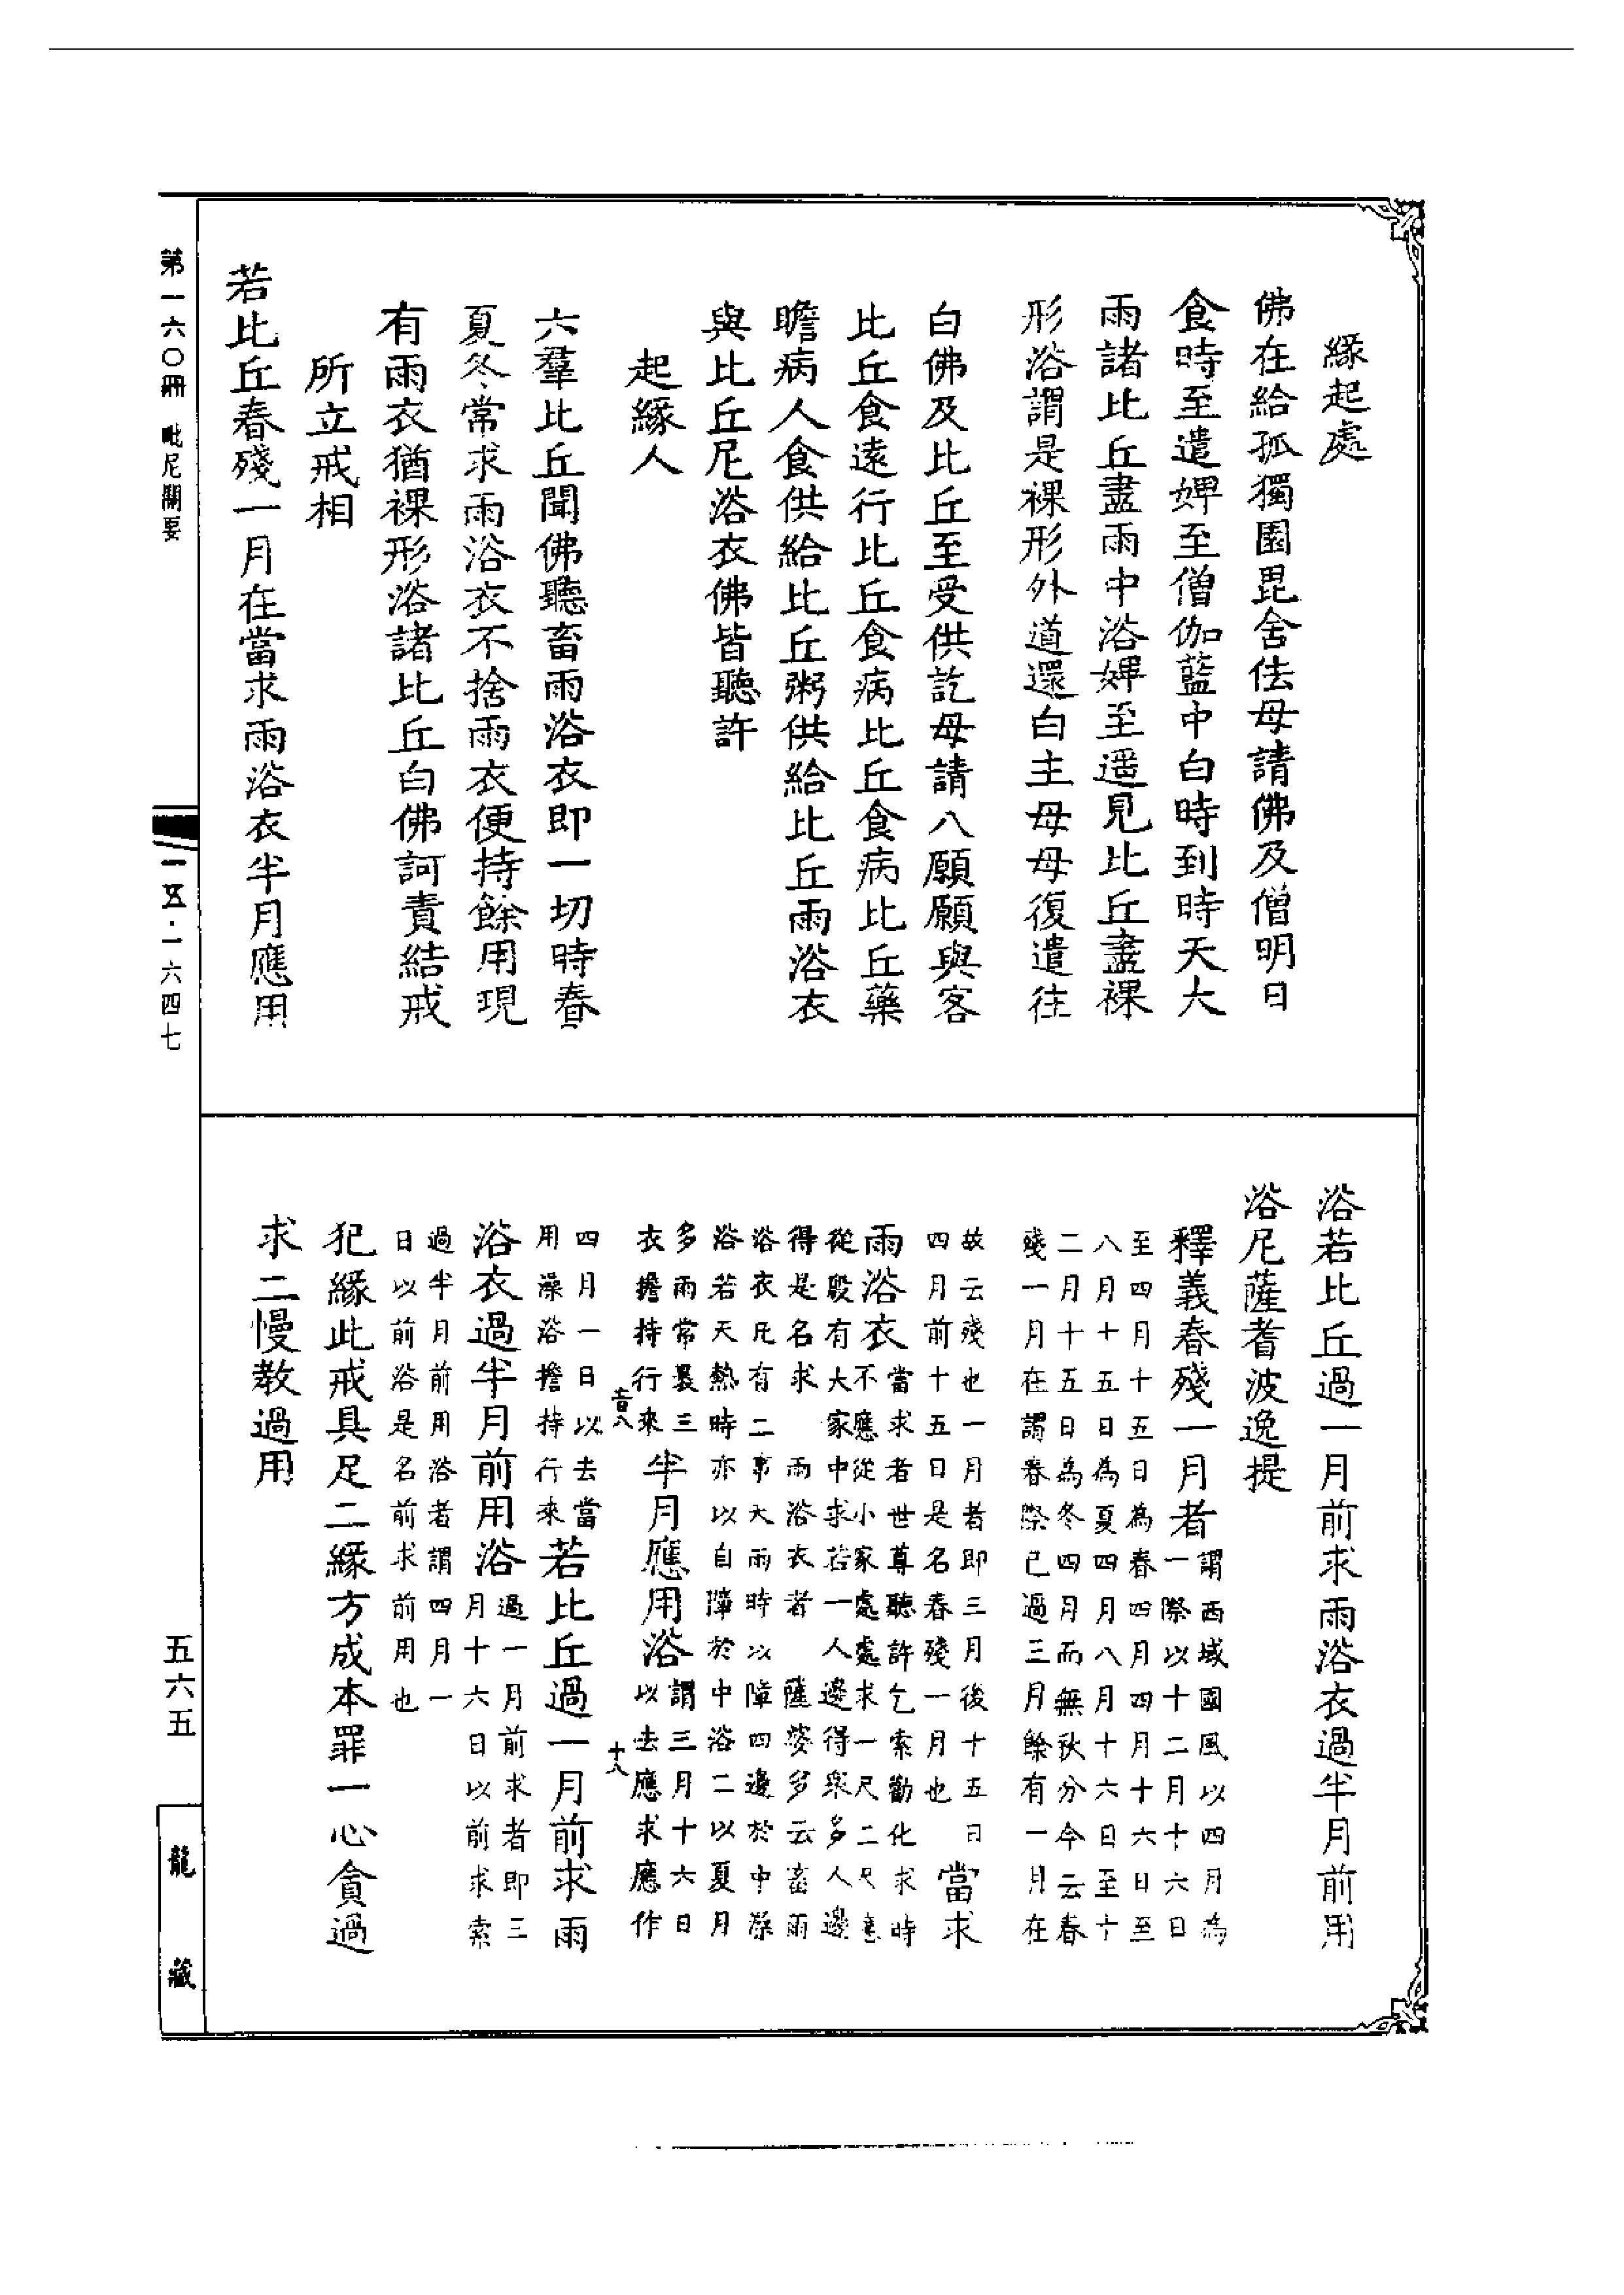 緣起處
佛在給孤獨園毘舍佉母請佛及僧明日
食時至遣婢至僧伽藍中白時到時天大
雨諸比丘盡雨中浴婢至遥見比丘盡裸
形浴謂是裸形外道還白主母母復遣往
白佛及比丘至受供訖母請八願願與客
比丘食遠行比丘食病比丘食病比丘藥
瞻病人食供給比丘粥供給比丘雨浴衣
與比丘尼浴衣佛皆聽許
起緣人
六羣比丘聞佛聽畜雨浴衣即一切時春
夏冬常求雨浴衣不捨雨衣便持餘用現
有雨衣猶裸形浴諸比丘白佛訶責結戒
所立戒相
若比丘春殘一月在當求雨浴衣半月應用
浴若比丘過一月前求雨浴衣過半月前用
浴尼薩耆波逸提
釋義春殘一月者
謂西域國風以四月為
一際以十二月十六日
至四月十五日為春四月四月十六日至
八月十五日為夏四月八月十六日至十
二月十五日為冬四月而無秋分今云春
殘一月在謂春際已過三月餘有一月在
故云殘也一月者即三月後十五日
四月前十五日是名春殘一月也
當求
雨浴衣
當求者世尊聽許乞索勸化求時
不應從小家處處求一尺二尺意
從殷有大家中求若一人邊得眾多人邊
得是名求 雨浴衣者 薩婆多云畜雨
浴衣凡有二事大雨時以障四邊於中澡
浴若天熱時亦以自障於中浴二以夏月
多雨常裹三
衣擔持行來
半月應用浴
謂三月十六日
以去應求應作
四月一日以去當
用澡浴擔持行來
若比丘過一月前求雨
浴衣過半月前用浴
過一月前求者即三
月十六日以前求索
過半月前用浴者謂四月一
日以前浴是名前求前用也
犯緣此戒具足二緣方成本罪一心貪過
求二慢教過用
第一六〇冊 毗尼關要
一五·一六四七
五六五
龍藏